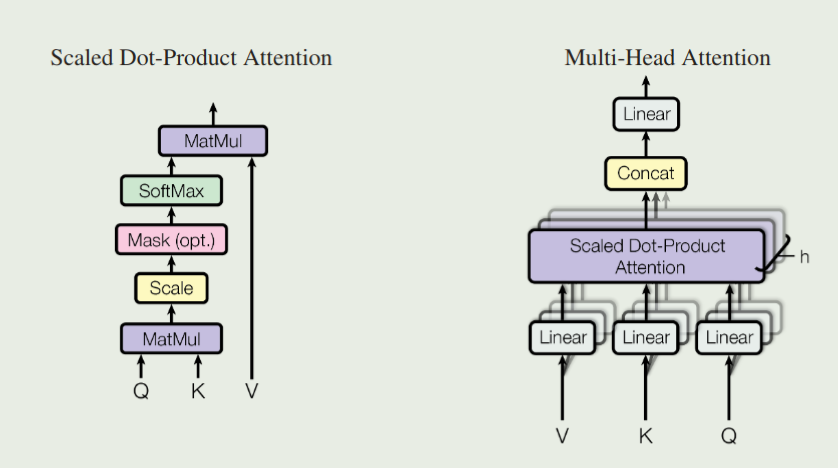 Scaled Dot-Product Attention
MatMul
SoftMax
Mask (opt.)
Scale
MatMul
Q K V
Multi-Head Attention
Linear
Concat
Scaled Dot-Product
Attention
h
Linear Linear Linear
V K Q